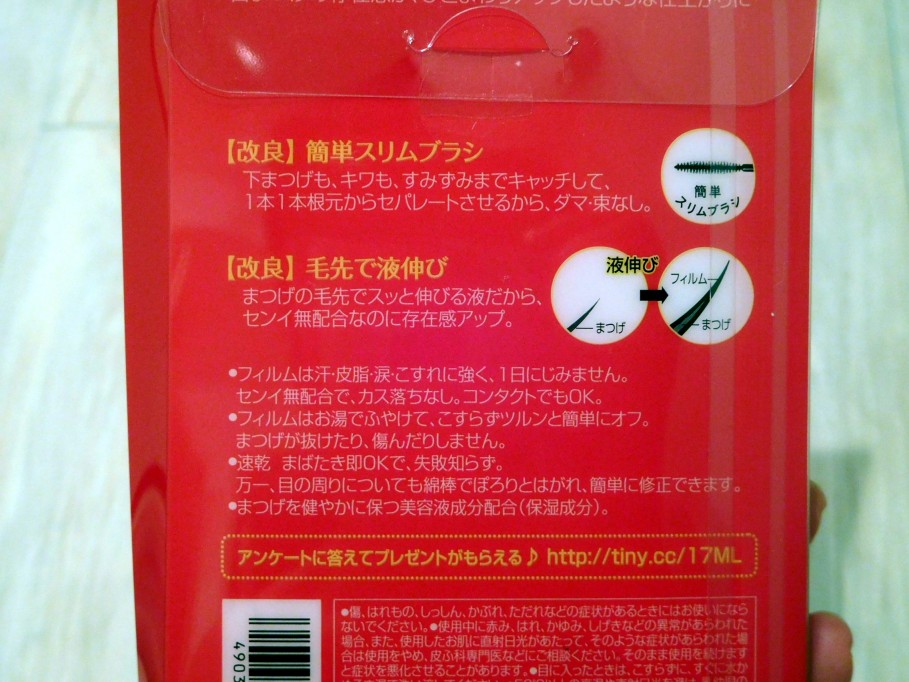 【改良】簡単スリムブラシ
下まつげも、キワも、すみずみまでキャッチして、
1本1本根元からセパレートさせるから、ダマ・束なし。
簡単
スリムブラシ
【改良】毛先で液伸び
まつげの毛先でスッと伸びる液だから、
センイ無配合なのに存在感アップ。
液伸び
まつげ
フィルム
まつげ
•フィルムは汗・皮脂・涙・こすれに強く、1日にじみません。
センイ無配合で、カス落ちなし。コンタクトでもOK。
•フィルムはお湯でふやけて、こすらずツルンと簡単にオフ。
まつげが抜けたり、傷んだりしません。
•速乾 まばたき即OKで、失敗知らず。
万一、目の周りについても綿棒でぽろりとはがれ、簡単に修正できます。
•まつげを健やかに保つ美容液成分配合(保湿成分)。
アンケートに答えてプレゼントがもらえる♪ http://tiny.cc/17ML
4903
•傷、はれもの、しっしん、かぶれ、ただれなどの症状があるときにはお使いになら
ないでください。•使用中に赤み、はれ、かゆみ、しげきなどの異常があらわれた
場合、また、使用したお肌に直射日光があたって、そのような症状があらわれた場
合は使用をやめ、皮ふ科専門医などにご相談ください。そのまま使用を続けますと
症状を悪化させることがあります。•目に入ったときは、こすらずに、すぐに水か